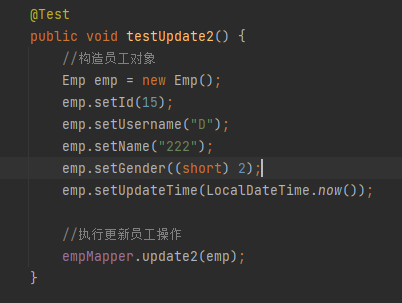 @Test
public void testUpdate2() {
//构造员工对象
Emp emp = new Emp();
emp.setId(15);
emp.setUsername("D");
emp.setName("222");
emp.setGender((short) 2);
emp.setUpdateTime(LocalDateTime.now());
//执行更新员工操作
empMapper.update2(emp);
}